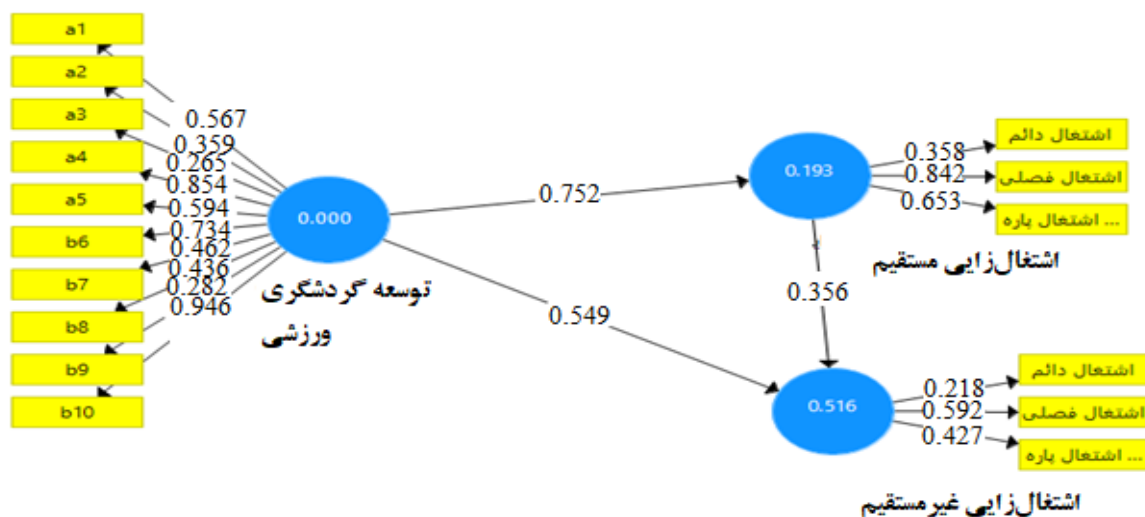 a1
a2
a3
a4
a5
b6
b7
b8
b9
b10
0.567
0.359
0.265
0.854
0.594
0.734
0.462
0.436
0.282
0.946
0.000
توسعه گردشگری
ورزشی
0.752
0.549
0.193
اشتغال‌زایی مستقیم
0.358
0.842
0.653
اشتغال دائم
اشتغال فصلی
اشتغال پاره ...
0.356
0.516
اشتغال‌زایی غیرمستقیم
0.218
0.592
0.427
اشتغال دائم
اشتغال فصلی
اشتغال پاره ...